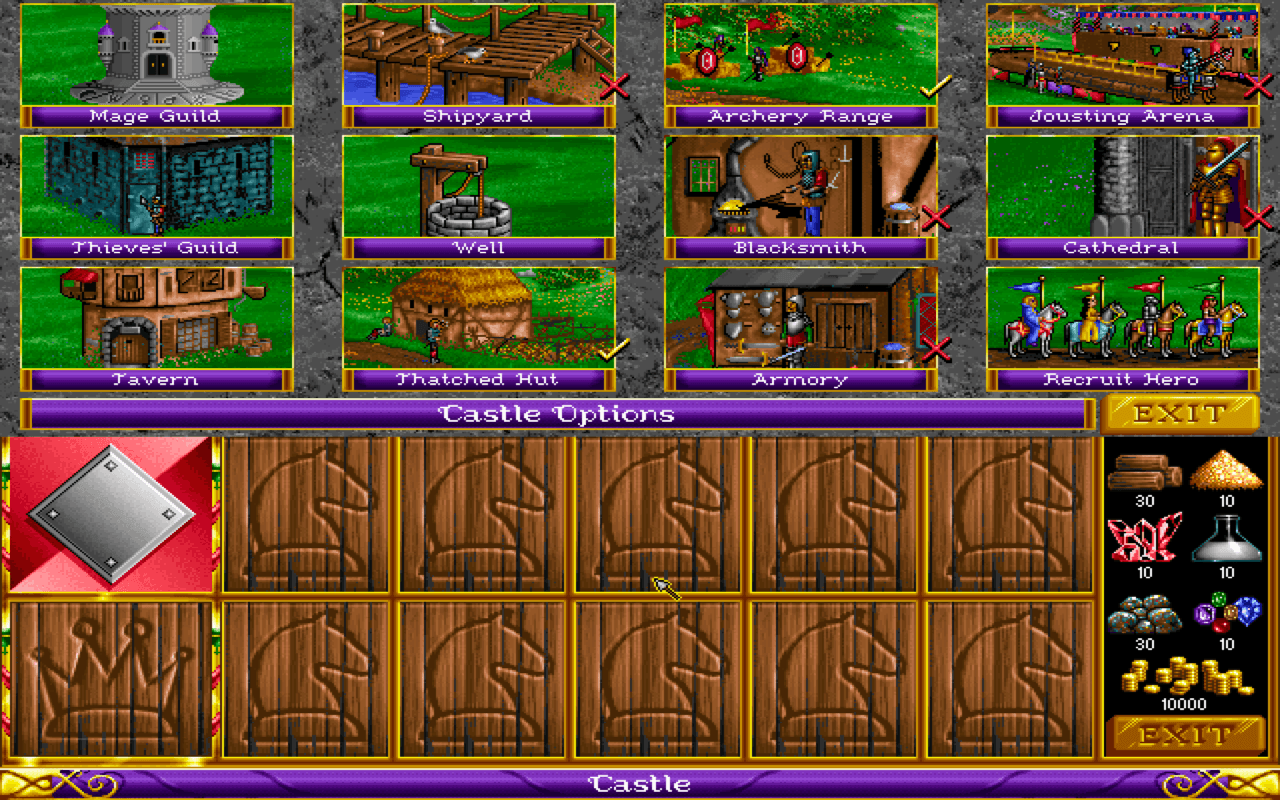 Mage Guild
Shipyard
Archery Range
Jousting Arena
Thieves' Guild
Well
Blacksmith
Cathedral
Tavern
Thatched Hut
Armory
Recruit Hero
Castle Options
EXIT
30
10
10
10
30
10
10000
EXIT
Castle